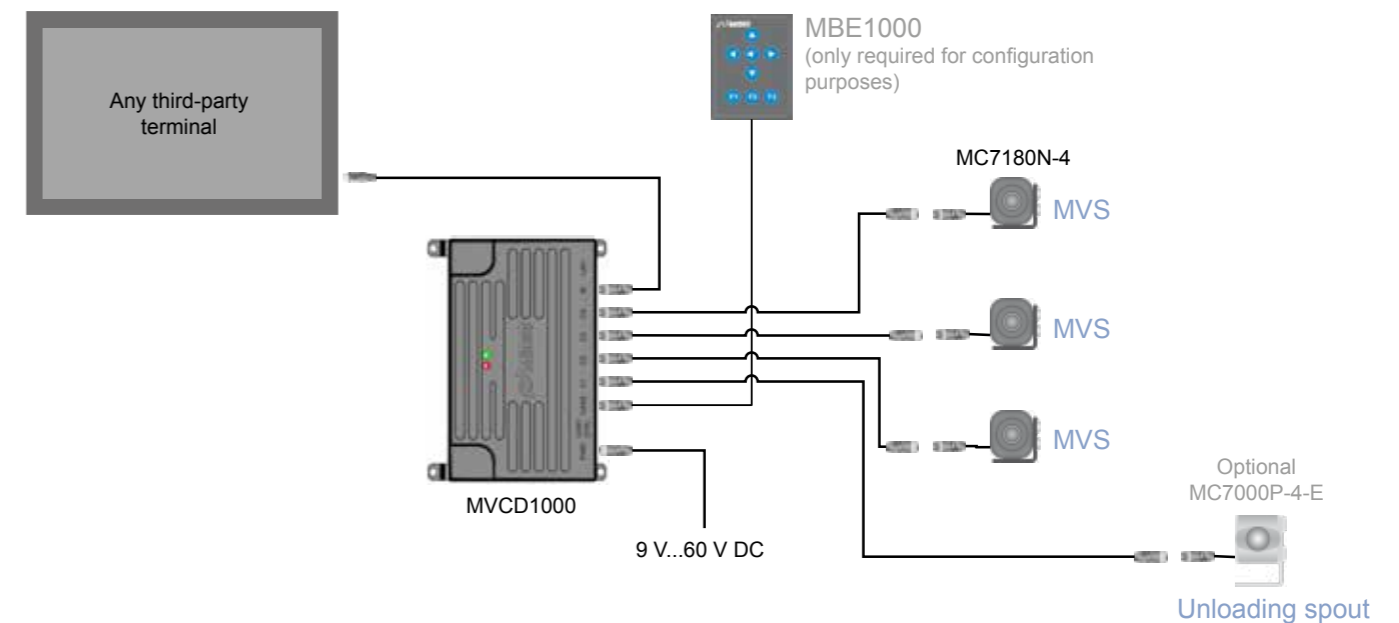 MBE1000
(only required for configuration
purposes)
Any third-party
terminal
MC7180N-4
MVS
MVS
MVS
MVCD1000
9 V...60 V DC
Optional
MC7000P-4-E
Unloading spout